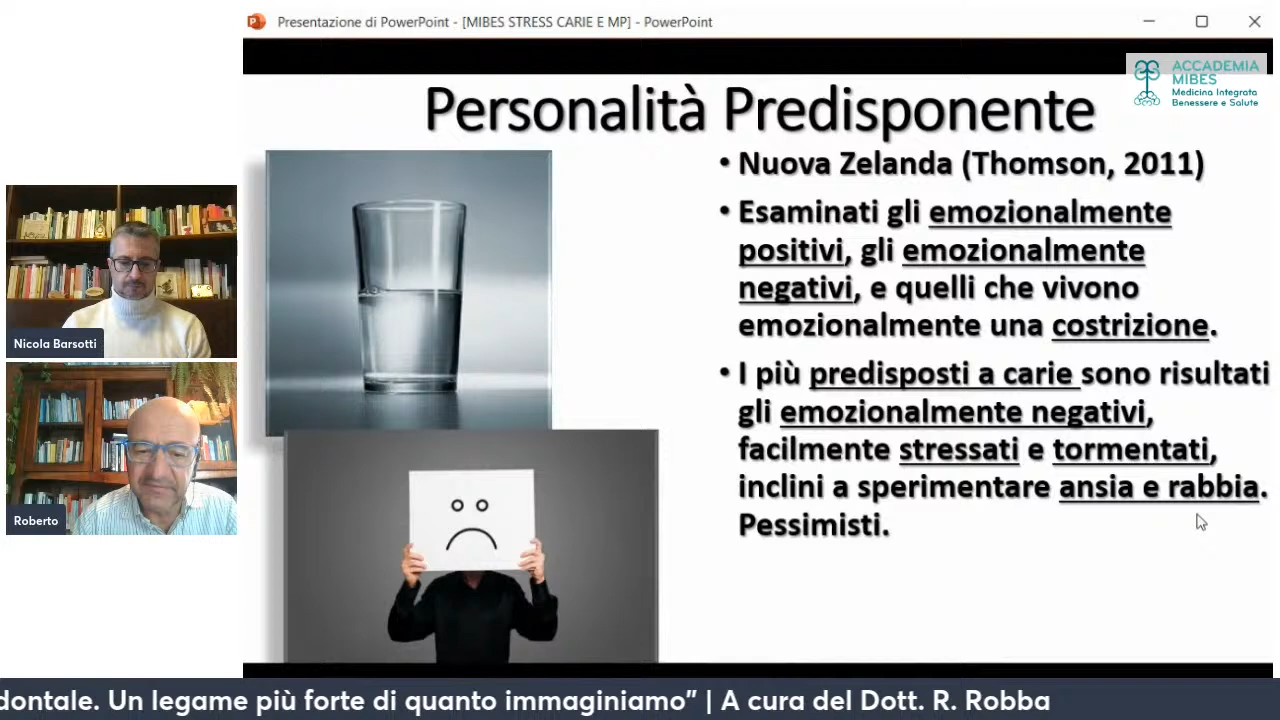 Presentazione di PowerPoint - [MIBES STRESS CARIE E MP] - PowerPoint
ACCADEMIA
MIBES
Medicina Integrata
Benessere e Salute
Personalità Predisponente
• Nuova Zelanda (Thomson, 2011)
• Esaminati gli emozionalmente
positivi, gli emozionalmente
negativi, e quelli che vivono
emozionalmente una costrizione.
• I più predisposti a carie sono risultati
gli emozionalmente negativi,
facilmente stressati e tormentati,
inclini a sperimentare ansia e rabbia.
Pessimisti.
Nicola Barsotti
Roberto
dontale. Un legame più forte di quanto immaginiamo” | A cura del Dott. R. Robba